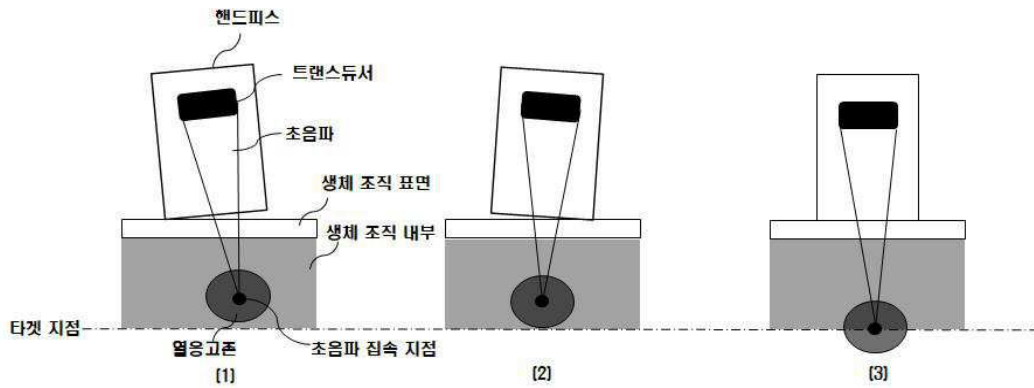 핸드피스
트랜스듀서
초음파
생체 조직 표면
생체 조직 내부
타겟 지점
열응고존
초음파 집속 지점
(1)
(2)
(3)